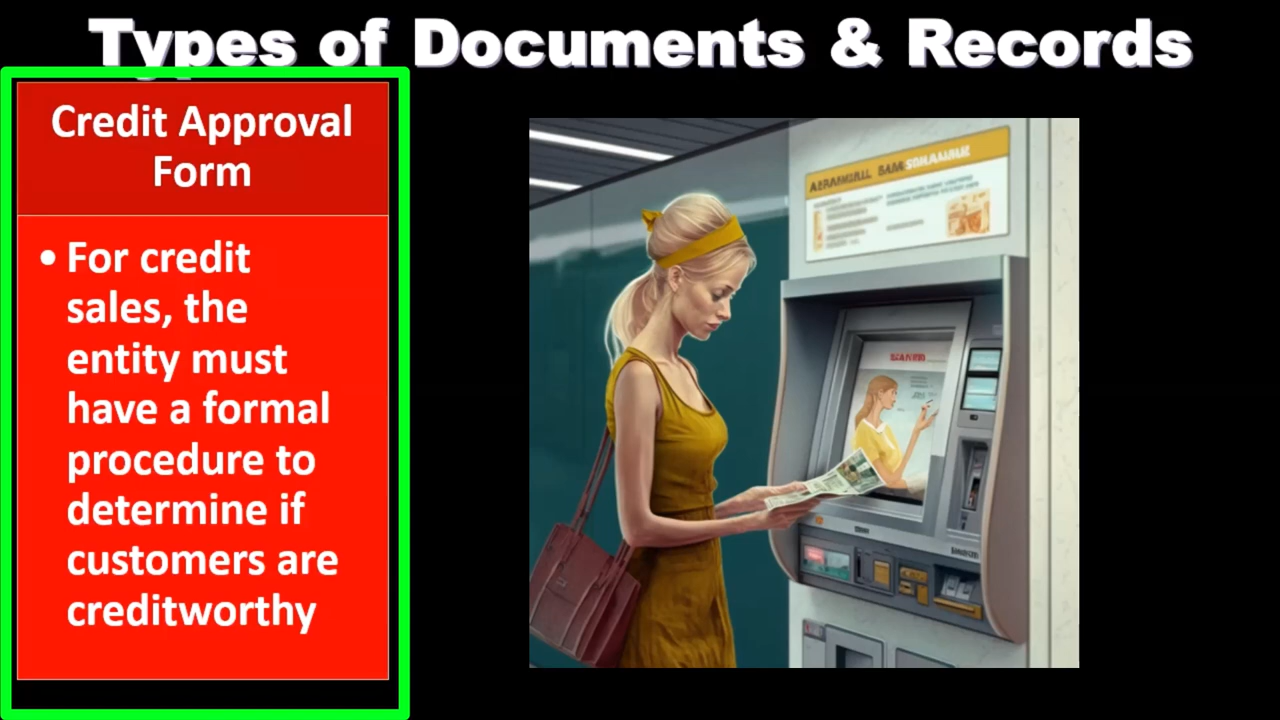 Types of Documents & Records
Credit Approval
Form
• For credit
sales, the
entity must
have a formal
procedure to
determine if
customers are
creditworthy